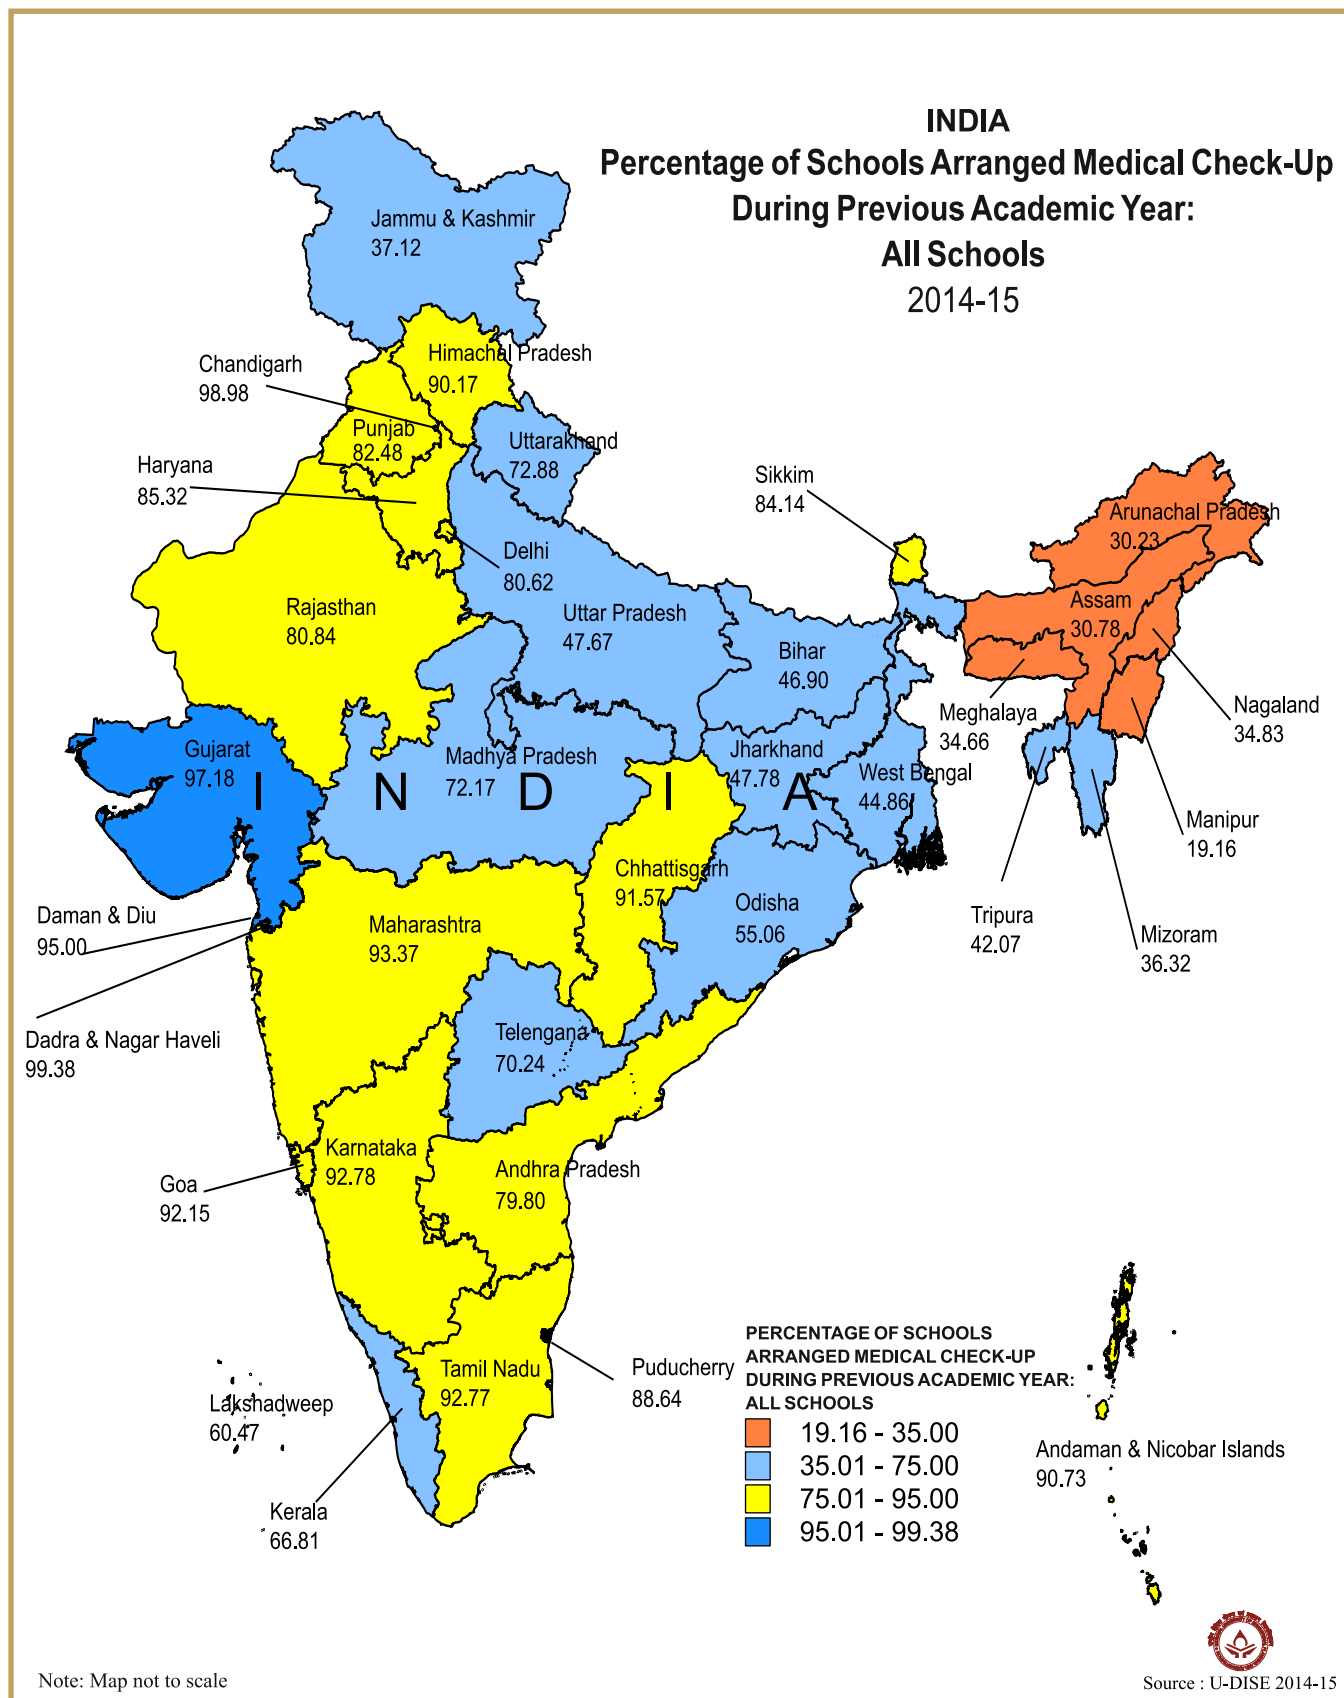 INDIA
Percentage of Schools Arranged Medical Check-Up
During Previous Academic Year:
All Schools
2014-15
Jammu & Kashmir
37.12
Himachal Pradesh
90.17
Chandigarh
98.98
Punjab
82.48
Uttarakhand
72.88
Haryana
85.32
Sikkim
84.14
Arunachal Pradesh
30.23
Delhi
80.62
Rajasthan
80.84
Uttar Pradesh
47.67
Assam
30.78
Bihar
46.90
Nagaland
34.83
Meghalaya
34.66
Gujarat
97.18
Madhya Pradesh
72.17
Jharkhand
47.78
West Bengal
44.86
I N D I A
Manipur
19.16
Chhattisgarh
91.57
Odisha
55.06
Daman & Diu
95.00
Maharashtra
93.37
Tripura
42.07
Mizoram
36.32
Dadra & Nagar Haveli
99.38
Telengana
70.24
Karnataka
92.78
Andhra Pradesh
79.80
Goa
92.15
Tamil Nadu
92.77
Puducherry
88.64
Lakshadweep
60.47
Kerala
66.81
Andaman & Nicobar Islands
90.73
PERCENTAGE OF SCHOOLS
ARRANGED MEDICAL CHECK-UP
DURING PREVIOUS ACADEMIC YEAR:
ALL SCHOOLS
19.16 - 35.00
35.01 - 75.00
75.01 - 95.00
95.01 - 99.38
Note: Map not to scale
Source : U-DISE 2014-15